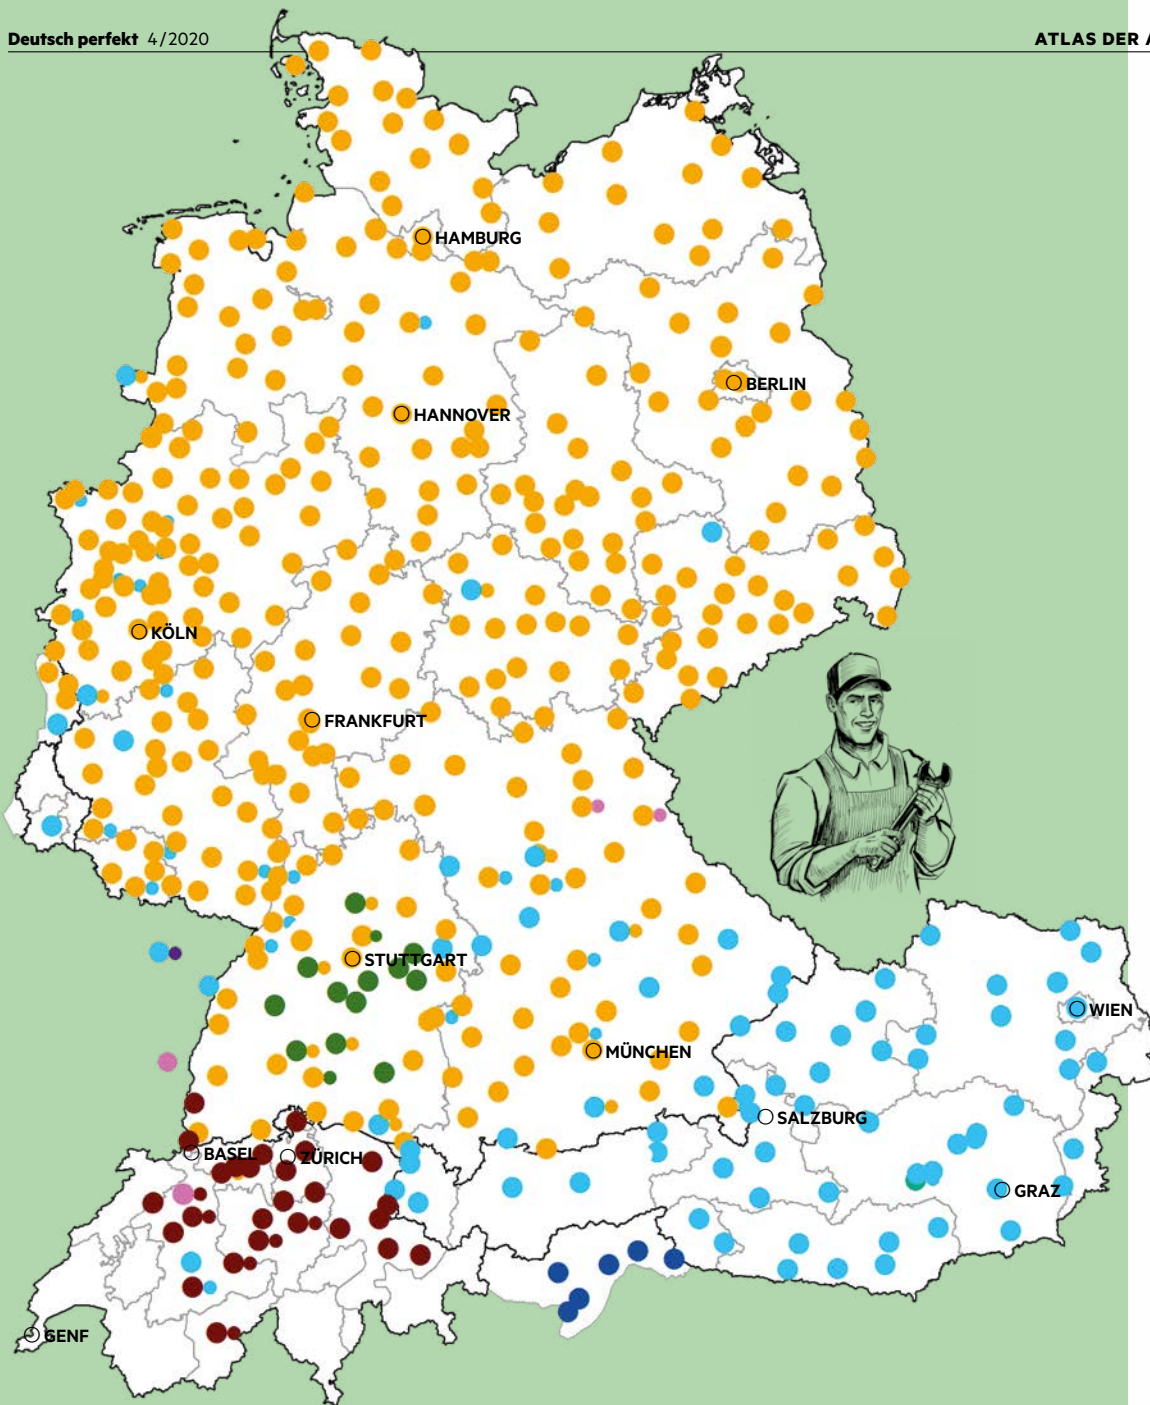 Deutsch perfekt 4/2020
ATLAS DER A
HAMBURG
BERLIN
HANNOVER
KÖLN
FRANKFURT
STUTTGART
WIEN
MÜNCHEN
SALZBURG
BASEL
ZÜRICH
GRAZ
GENF